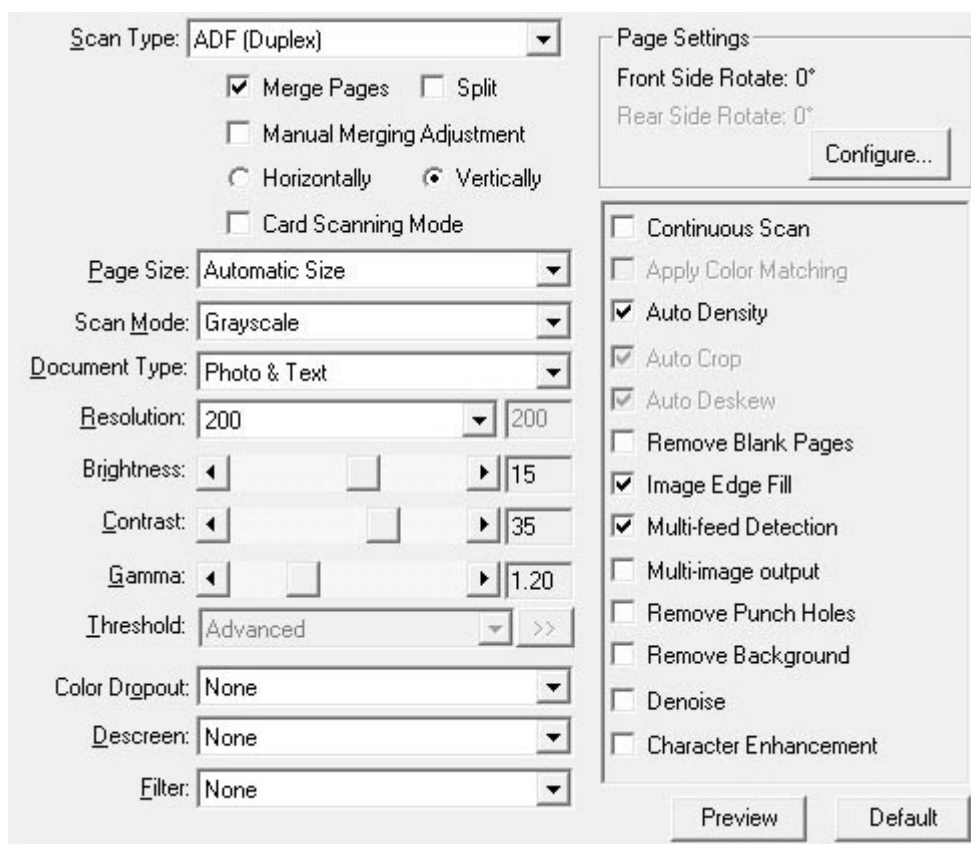 Scan Type: ADF (Duplex)
Merge Pages Split
Manual Merging Adjustment
Horizontally Vertically
Card Scanning Mode
Page Size: Automatic Size
Scan Mode: Grayscale
Document Type: Photo & Text
Resolution: 200 200
Brightness: 15
Contrast: 35
Gamma: 1.20
Threshold: Advanced >>
Color Dropout: None
Descreen: None
Filter: None
Page Settings
Front Side Rotate: 0°
Rear Side Rotate: 0°
Configure...
Continuous Scan
Apply Color Matching
Auto Density
Auto Crop
Auto Deskew
Remove Blank Pages
Image Edge Fill
Multi-feed Detection
Multi-image output
Remove Punch Holes
Remove Background
Denoise
Character Enhancement
Preview Default